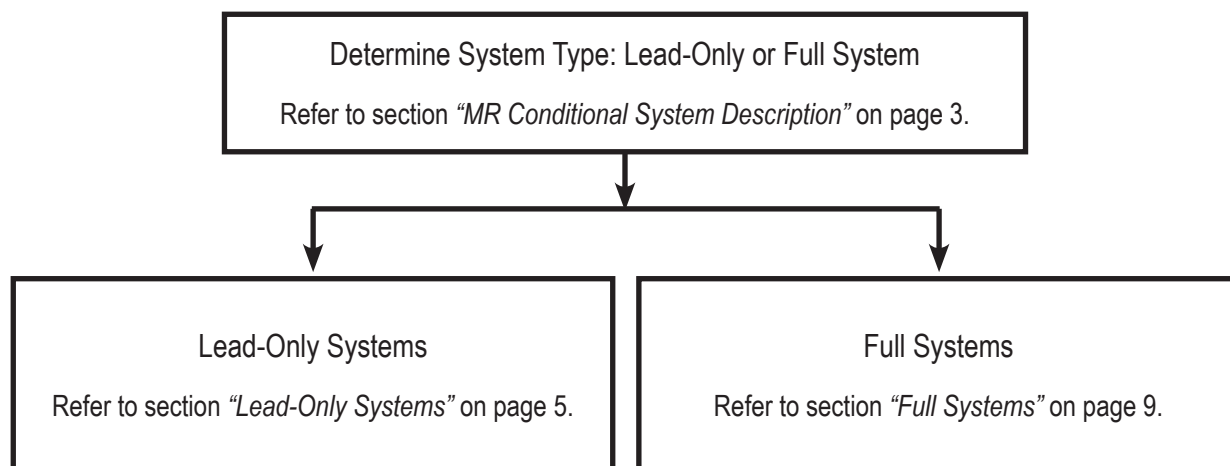 Determine System Type: Lead-Only or Full System
Refer to section “MR Conditional System Description” on page 3.
Lead-Only Systems
Refer to section “Lead-Only Systems” on page 5.
Full Systems
Refer to section “Full Systems” on page 9.